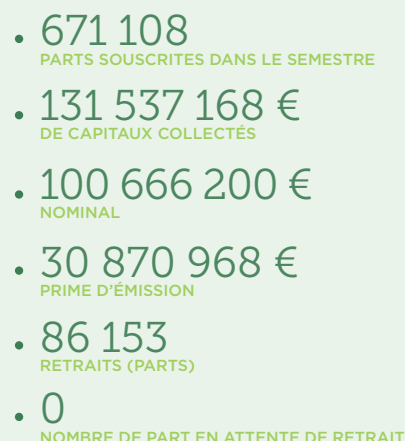 • 671 108
PARTS SOUSCRITES DANS LE SEMESTRE
• 131 537 168 €
DE CAPITAUX COLLECTÉS
• 100 666 200 €
NOMINAL
• 30 870 968 €
PRIME D'ÉMISSION
• 86 153
RETRAITS (PARTS)
• 0
NOMBRE DE PART EN ATTENTE DE RETRAIT